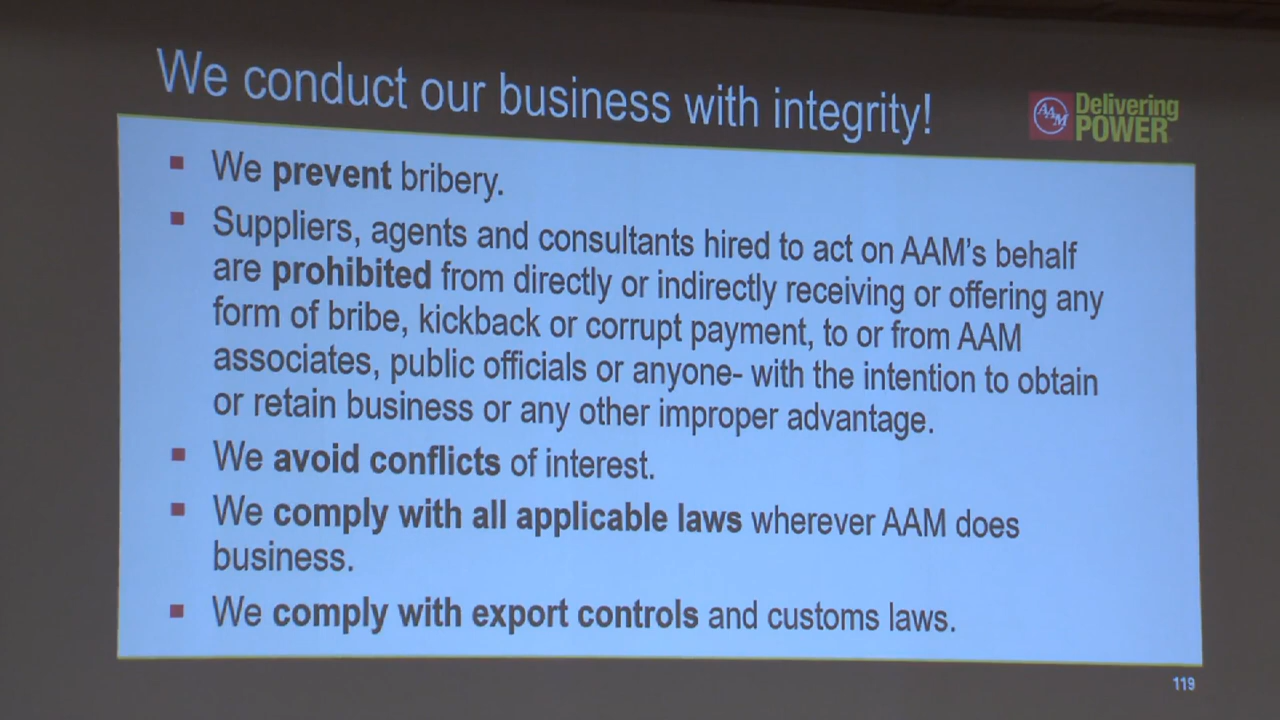 We conduct our business with integrity!
AAM
Delivering
POWER
▪ We prevent bribery.
▪ Suppliers, agents and consultants hired to act on AAM's behalf
are prohibited from directly or indirectly receiving or offering any
form of bribe, kickback or corrupt payment, to or from AAM
associates, public officials or anyone- with the intention to obtain
or retain business or any other improper advantage.
▪ We avoid conflicts of interest.
▪ We comply with all applicable laws wherever AAM does
business.
▪ We comply with export controls and customs laws.
119